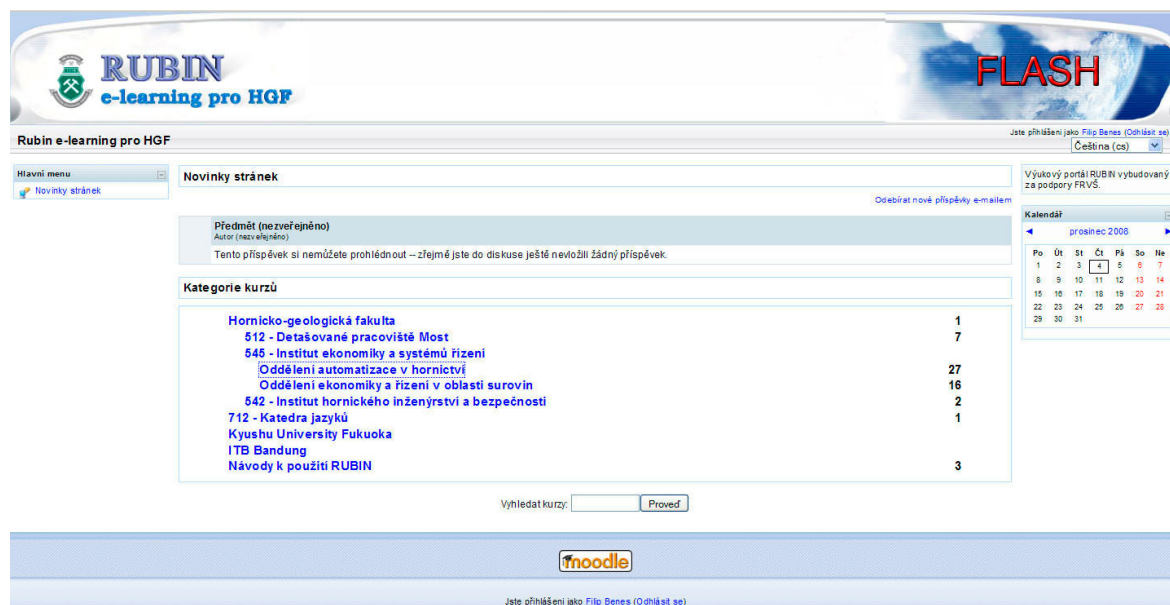 RUBIN
e-learning pro HGF
FLASH
Rubin e-learning pro HGF
Jste přihlášeni jako Filip Benes (Odhlásit se)
Čeština (cs)
Hlavní menu
Novinky stránek
Novinky stránek
Odebírat nové příspěvky e-mailem
Předmět (nezveřejněno)
Autor (nezveřejněno)
Tento příspěvek si nemůžete prohlédnout -- zřejmě jste do diskuse ještě nevložili žádný příspěvek.
Kategorie kurzů
Hornicko-geologická fakulta 1
512 - Detašované pracoviště Most 7
545 - Institut ekonomiky a systémů řízení
Oddělení automatizace v hornictví 27
Oddělení ekonomiky a řízení v oblasti surovin 16
542 - Institut hornického inženýrství a bezpečnosti 2
712 - Katedra jazyků 1
Kyushu University Fukuoka
ITB Bandung
Návody k použití RUBIN 3
Vyhledat kurzy: Proveď
Výukový portál RUBIN vybudovaný
za podpory FRVŠ.
Kalendář
prosinec 2008
Po Út St Čt Pá So Ne
1 2 3 4 5 6 7
8 9 10 11 12 13 14
15 16 17 18 19 20 21
22 23 24 25 26 27 28
29 30 31
moodle
Jste přihlášeni jako Filip Benes (Odhlásit se)